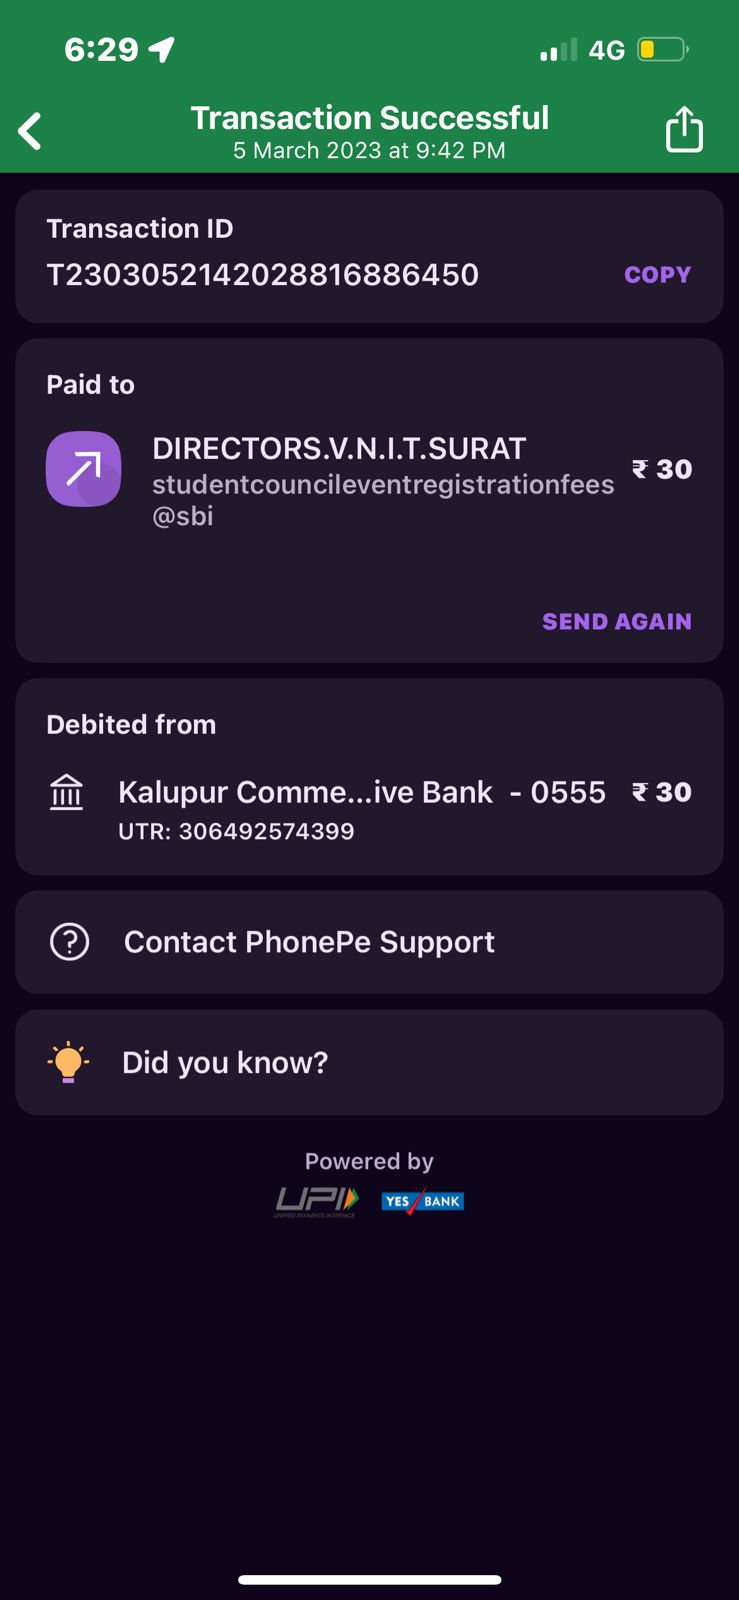 6:29
4G
Transaction Successful
5 March 2023 at 9:42 PM
Transaction ID
T2303052142028816886450
COPY
Paid to
DIRECTORS.V.N.I.T.SURAT
₹ 30
studentcouncileventregistrationfees
@sbi
SEND AGAIN
Debited from
Kalupur Comme...ive Bank - 0555
₹ 30
UTR: 306492574399
Contact PhonePe Support
Did you know?
Powered by
UPI
UNIFIED PAYMENTS INTERFACE
YES BANK